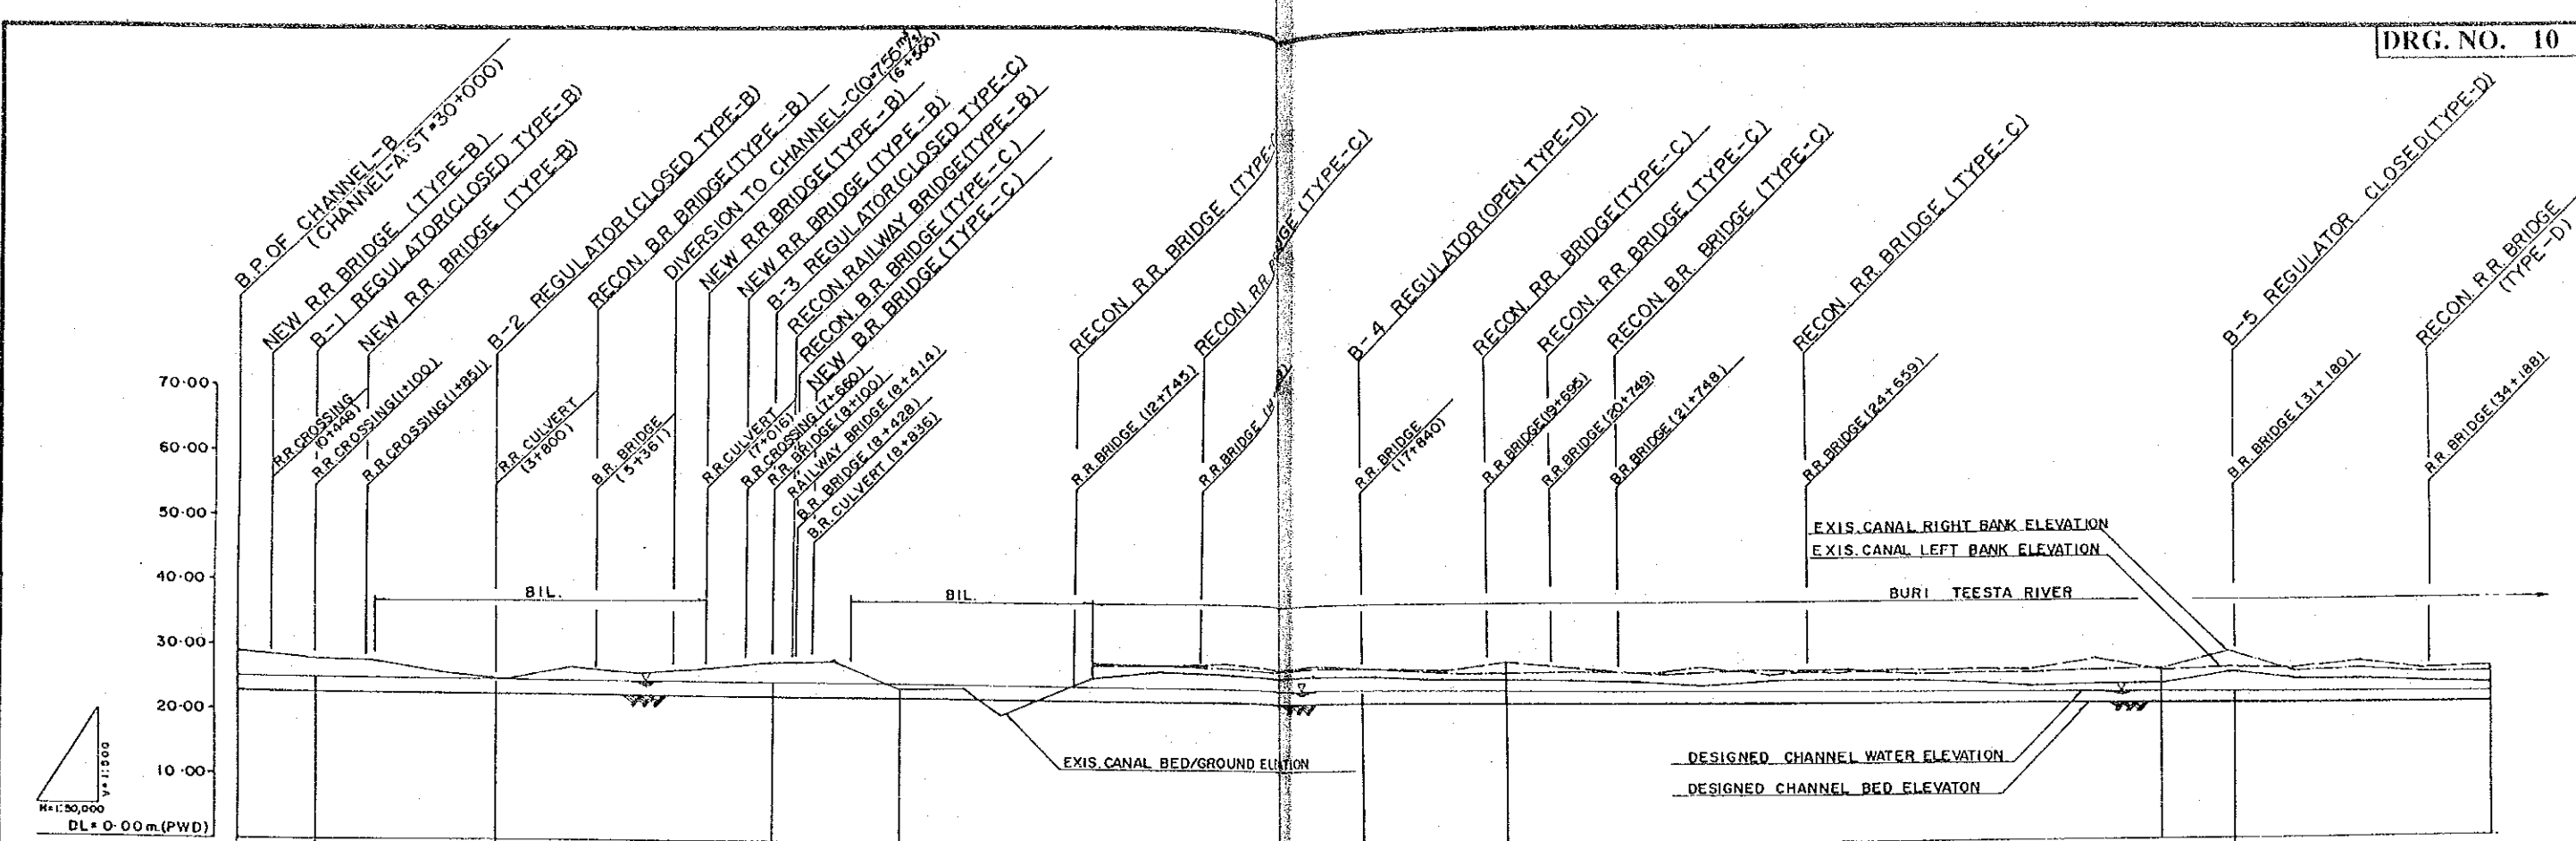 DRG. NO. 10
B.P. OF CHANNEL-B
(CHANNEL-A: ST=30+000)
NEW R.R. BRIDGE (TYPE-B)
B-1 REGULATOR(CLOSED TYPE-B)
NEW R.R. BRIDGE (TYPE-B)
B-2 REGULATOR(CLOSED TYPE-B)
RECON. B.R. BRIDGE(TYPE-B)
DIVERSION TO CHANNEL-C(Q=7.55 m³/s)
(6+500)
NEW R.R. BRIDGE(TYPE-B)
NEW R.R. BRIDGE (TYPE-B)
B-3 REGULATOR(CLOSED TYPE-C)
RECON. RAILWAY BRIDGE(TYPE-B)
RECON. B.R. BRIDGE (TYPE-C)
NEW B.R. BRIDGE (TYPE-C)
RECON. R.R. BRIDGE (TYPE-
RECON. R.R. (TYPE-C)
B-4 REGULATOR(OPEN TYPE-D)
RECON. R.R. BRIDGE(TYPE-C)
RECON. R.R. BRIDGE (TYPE-C)
RECON. B.R. BRIDGE (TYPE-C)
RECON. R.R. BRIDGE (TYPE-C)
B-5 REGULATOR CLOSED(TYPE-D)
RECON. R.R. BRIDGE
(TYPE-D)
R.R. CROSSING
(0+448)
R.R. CROSSING(1+100)
R.R. CROSSING(1+851)
R.R. CULVERT
(3+800)
B.R. BRIDGE
(5+361)
R.R. CULVERT
(7+016)
R.R. CROSSING(7+660)
R.R. BRIDGE(8+100)
RAILWAY BRIDGE (8+414)
B.R. BRIDGE (8+428)
B.R. CULVERT (8+836)
R.R. BRIDGE (12+745)
R.R. BRIDGE
R.R. BRIDGE
(17+840)
R.R. BRIDGE(19+695)
R.R. BRIDGE(20+749)
B.R. BRIDGE(21+748)
R.R. BRIDGE(24+659)
B.R. BRIDGE(31+180)
R.R. BRIDGE(34+188)
70·00
60·00
50·00
40·00
30·00
20·00
10·00
BIL.
BIL.
BURI TEESTA RIVER
EXIS. CANAL RIGHT BANK ELEVATION
EXIS. CANAL LEFT BANK ELEVATION
EXIS. CANAL BED/GROUND
DESIGNED CHANNEL WATER ELEVATION
DESIGNED CHANNEL BED ELEVATON
V=1:500
H=1:50,000
DL= 0·00m.(PWD)